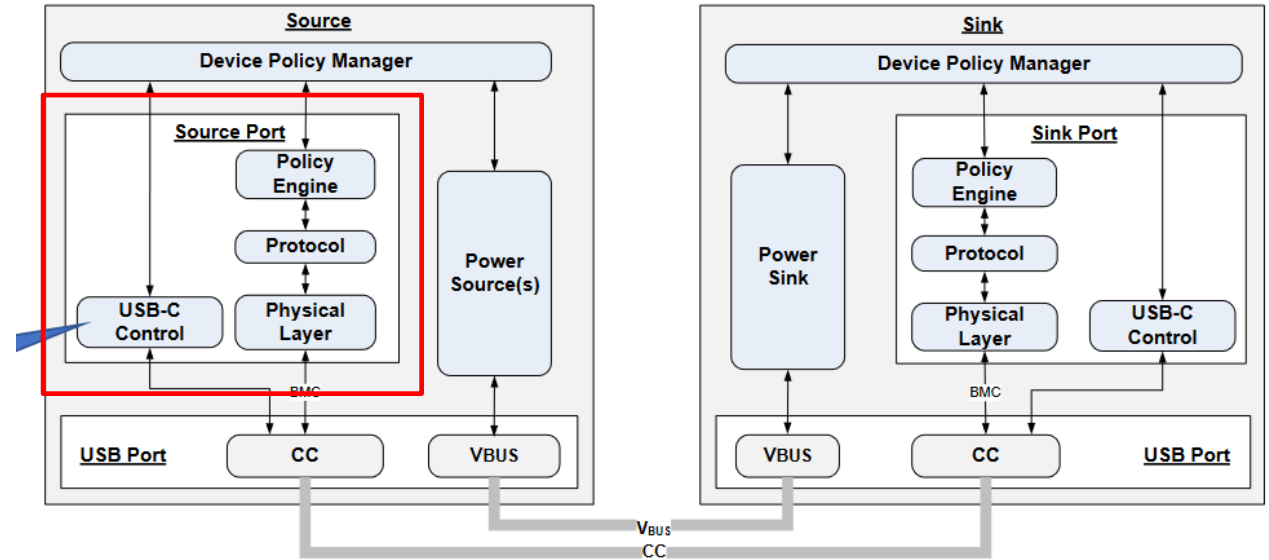 Source
Device Policy Manager
Source Port
Policy
Engine
Protocol
USB-C
Control
Physical
Layer
Power
Source(s)
BMC
USB Port
CC
VBUS
Sink
Device Policy Manager
Sink Port
Power
Sink
Policy
Engine
Protocol
Physical
Layer
USB-C
Control
BMC
VBUS
CC
USB Port
VBUS
CC